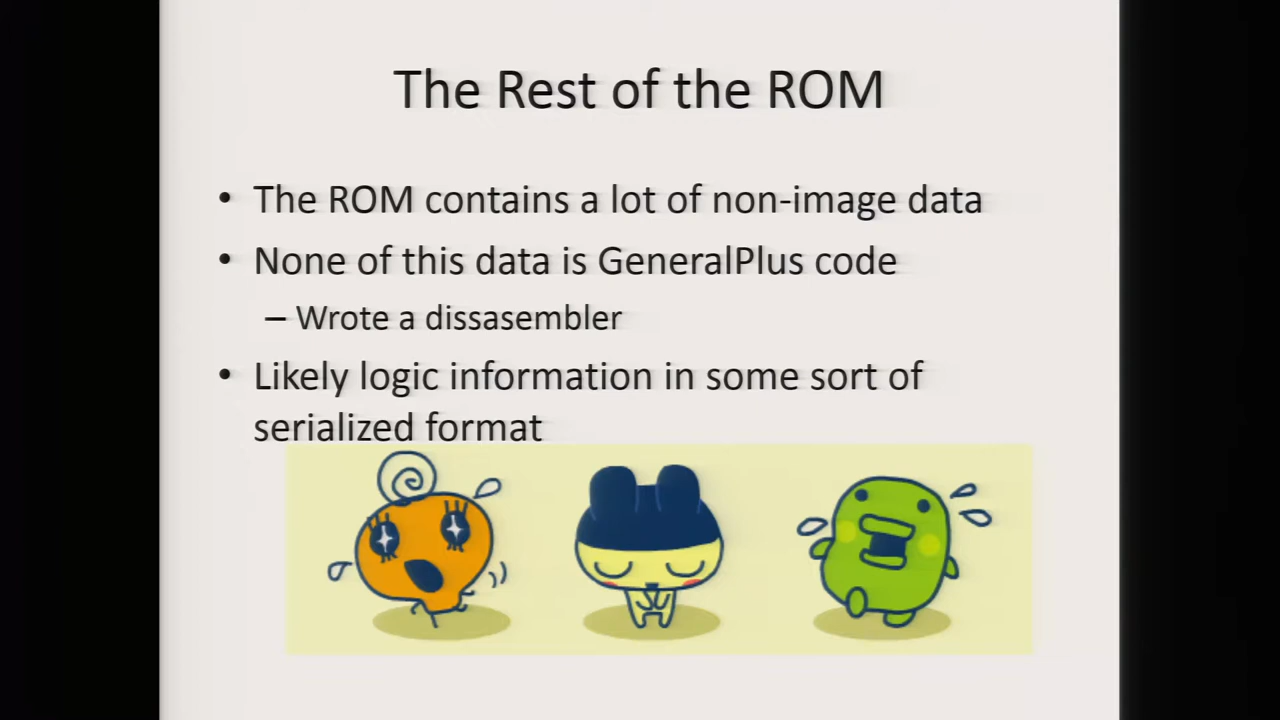 The Rest of the ROM
• The ROM contains a lot of non-image data
• None of this data is GeneralPlus code
– Wrote a dissasembler
• Likely logic information in some sort of
serialized format